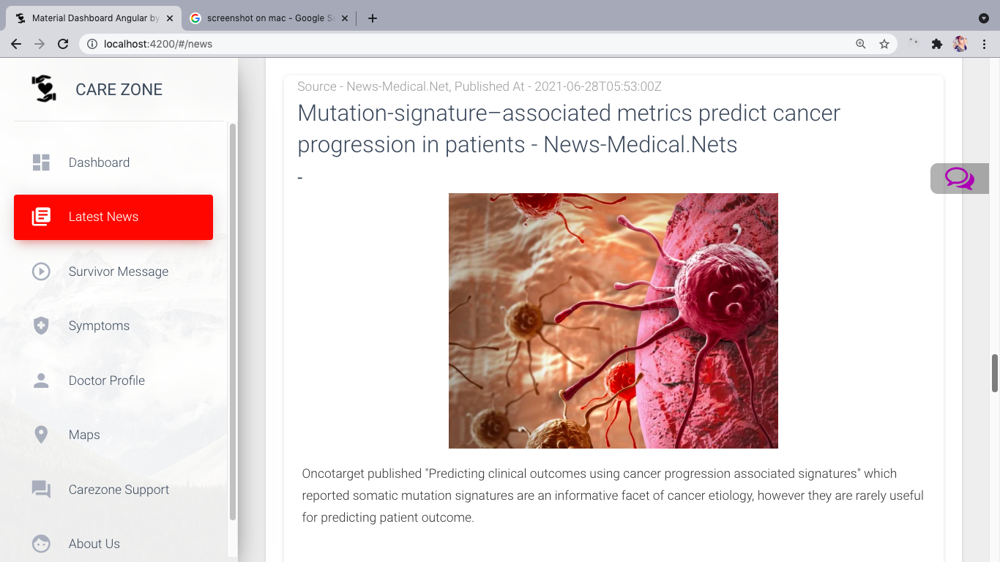 Material Dashboard Angular by
screenshot on mac - Google S
localhost:4200/#/news
CARE ZONE
Dashboard
Latest News
Survivor Message
Symptoms
Doctor Profile
Maps
Carezone Support
About Us
Source - News-Medical.Net, Published At - 2021-06-28T05:53:00Z
Mutation-signature–associated metrics predict cancer
progression in patients - News-Medical.Nets
-
Oncotarget published "Predicting clinical outcomes using cancer progression associated signatures" which
reported somatic mutation signatures are an informative facet of cancer etiology, however they are rarely useful
for predicting patient outcome.